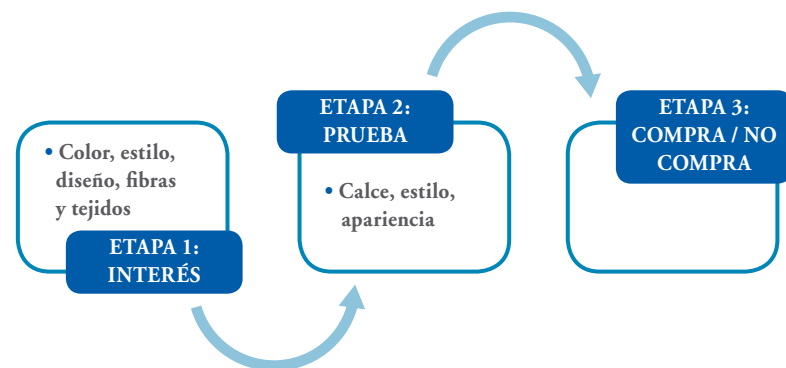 • Color, estilo,
diseño, fibras
y tejidos
ETAPA 1:
INTERÉS
ETAPA 2:
PRUEBA
• Calce, estilo,
apariencia
ETAPA 3:
COMPRA / NO
COMPRA